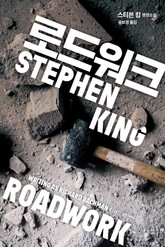 스티븐 킹 장편소설
공보경 옮김
로드워크
STEPHEN
KING
WRITING AS RICHARD BACHMAN
ROADWORK